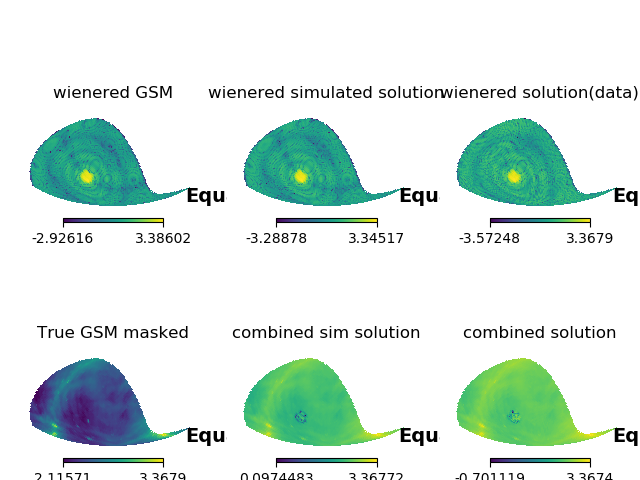 wienered GSM
wienered simulated solution
wienered solution(data)
Equ
Equ
Eq
-2.92616 3.38602
-3.28878 3.34517
-3.57248 3.3679
True GSM masked
combined sim solution
combined solution
Equ
Equ
Eq
2.11571 3.3679
0.0974483 3.36772
-0.701119 3.3674